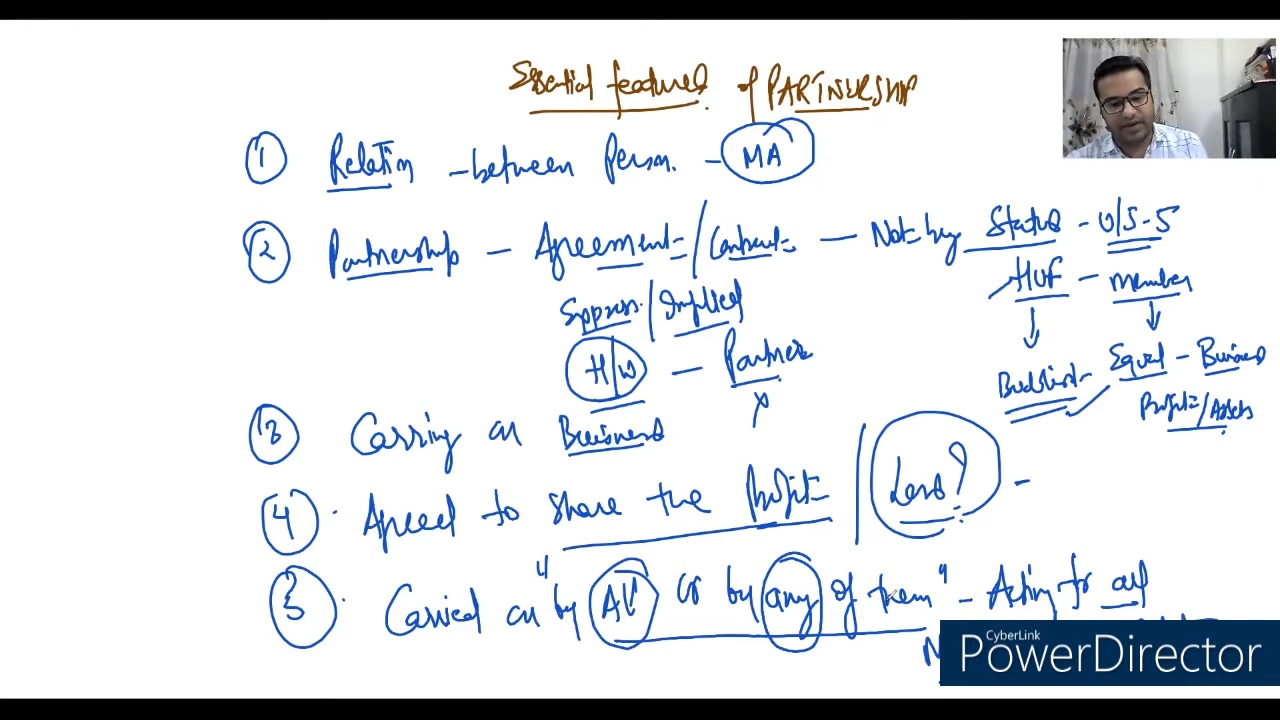 Essential features of PARTNERSHIP
1 Relation - between Person. - MA
2 Partnership - Agreement / Contract - Not by Status - U/S-5
Express / Implied HUF - member
H/W - Partner Buddhist - Equal - Business
x Profit / Assets
3 Carrying on Business
4 . Agreed to share the profit / Loss? -
5 . Carried on by "All or by any of them" - Acting for all
CyberLink
PowerDirector